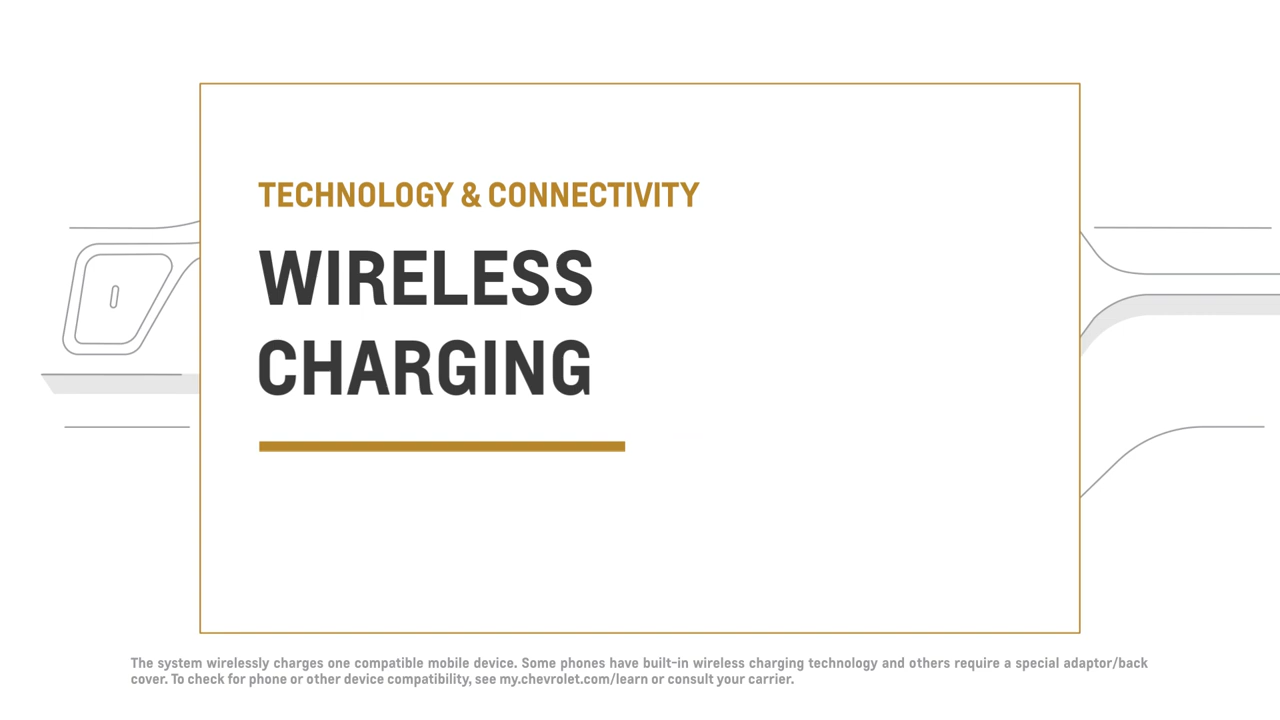 TECHNOLOGY & CONNECTIVITY
WIRELESS
CHARGING
The system wirelessly charges one compatible mobile device. Some phones have built-in wireless charging technology and others require a special adaptor/back
cover. To check for phone or other device compatibility, see my.chevrolet.com/learn or consult your carrier.